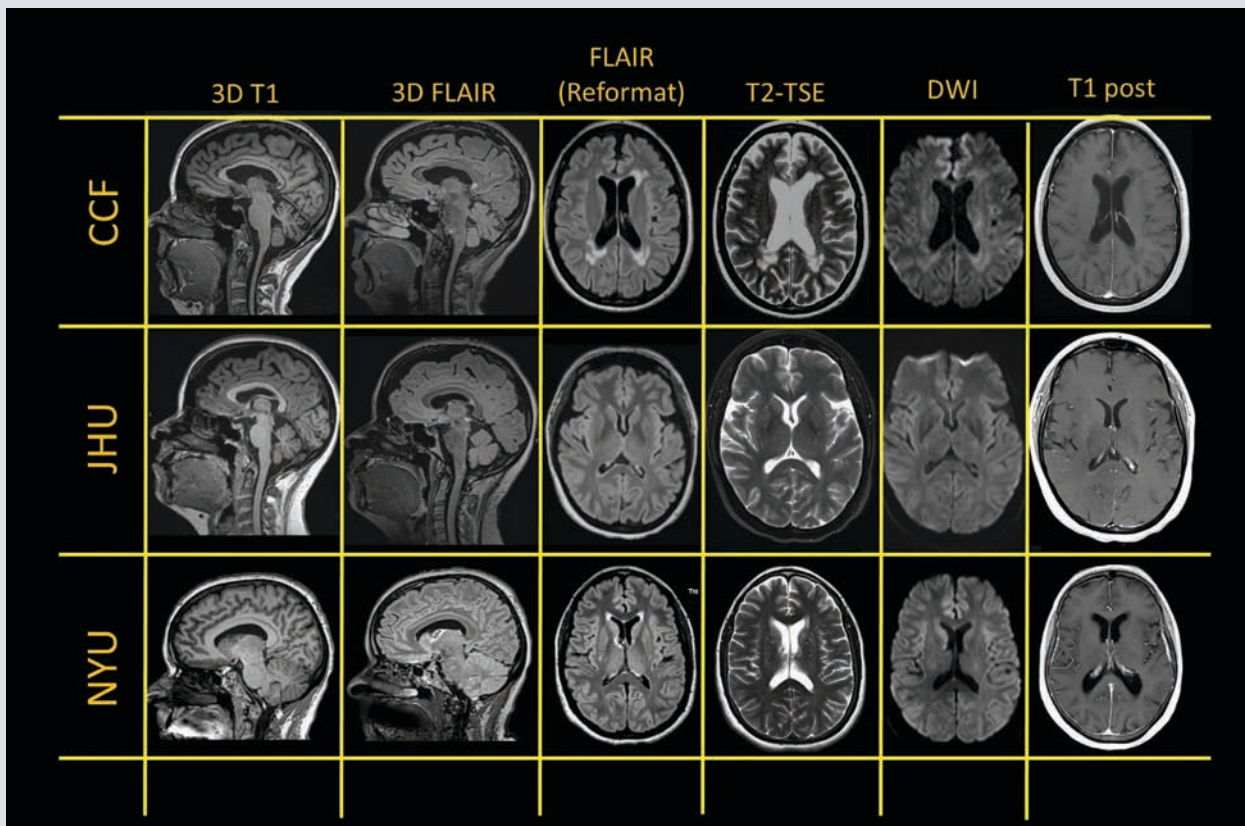 FLAIR
3D T1 3D FLAIR (Reformat) T2-TSE DWI T1 post
CCF
JHU
NYU